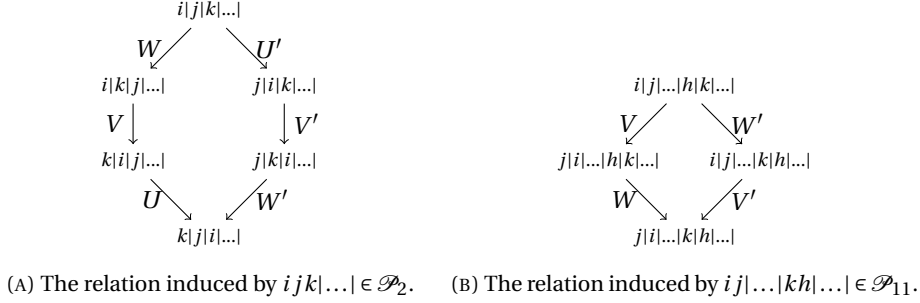 i|j|k|...|
W U′
i|k|j|...| j|i|k|...|
V V′
k|i|j|...| j|k|i|...|
U W′
k|j|i|...|
(A) The relation induced by ijk|...| ∈ 𝒫₂.
i|j|...|h|k|...|
V W′
j|i|...|h|k|...| i|j|...|k|h|...|
W V′
j|i|...|k|h|...|
(B) The relation induced by ij|...|kh|...| ∈ 𝒫₁₁.